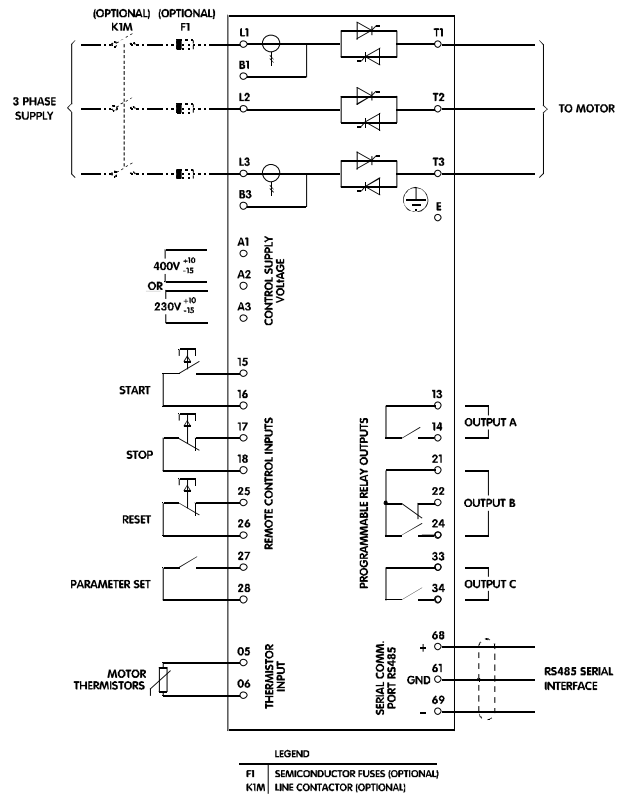 (OPTIONAL) (OPTIONAL)
K1M F1
3 PHASE
SUPPLY
L1
B1
L2
L3
B3
T1
T2
T3
E
TO MOTOR
A1
A2
A3
400V +10 -15
OR
230V +10 -15
CONTROL SUPPLY
VOLTAGE
START
15
16
STOP
17
18
RESET
25
26
PARAMETER SET
27
28
REMOTE CONTROL INPUTS
PROGRAMMABLE RELAY OUTPUTS
13
14
OUTPUT A
21
22
24
OUTPUT B
33
34
OUTPUT C
MOTOR
THERMISTORS
05
06
THERMISTOR
INPUT
SERIAL COMM.
PORT RS485
68
+
61
GND
69
–
RS485 SERIAL
INTERFACE
LEGEND
F1 SEMICONDUCTOR FUSES (OPTIONAL)
K1M LINE CONTACTOR (OPTIONAL)